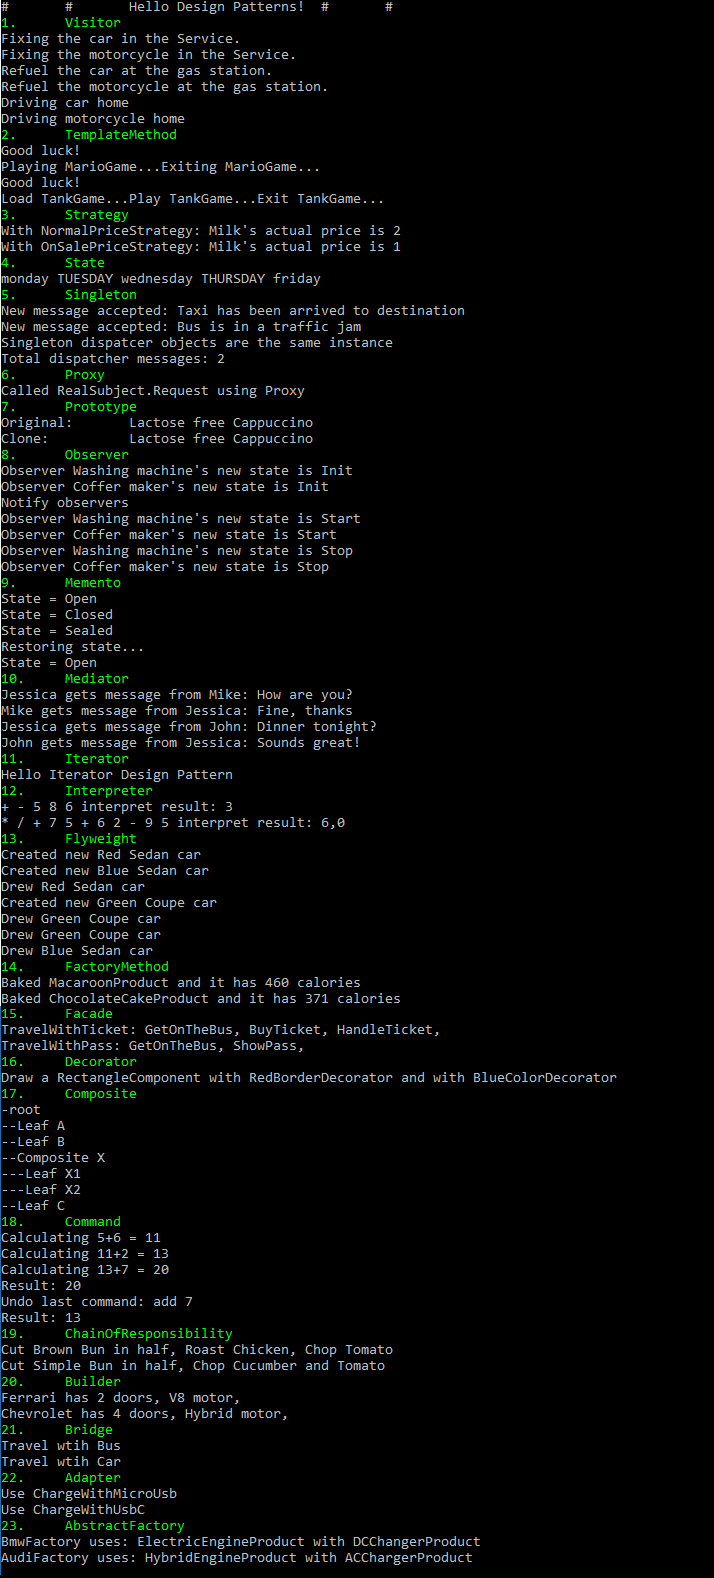 #       #       Hello Design Patterns!  #       #
1.      Visitor
Fixing the car in the Service.
Fixing the motorcycle in the Service.
Refuel the car at the gas station.
Refuel the motorcycle at the gas station.
Driving car home
Driving motorcycle home
2.      TemplateMethod
Good luck!
Playing MarioGame...Exiting MarioGame...
Good luck!
Load TankGame...Play TankGame...Exit TankGame...
3.      Strategy
With NormalPriceStrategy: Milk's actual price is 2
With OnSalePriceStrategy: Milk's actual price is 1
4.      State
monday TUESDAY wednesday THURSDAY friday
5.      Singleton
New message accepted: Taxi has been arrived to destination
New message accepted: Bus is in a traffic jam
Singleton dispatcer objects are the same instance
Total dispatcher messages: 2
6.      Proxy
Called RealSubject.Request using Proxy
7.      Prototype
Original:       Lactose free Cappuccino
Clone:          Lactose free Cappuccino
8.      Observer
Observer Washing machine's new state is Init
Observer Coffer maker's new state is Init
Notify observers
Observer Washing machine's new state is Start
Observer Coffer maker's new state is Start
Observer Washing machine's new state is Stop
Observer Coffer maker's new state is Stop
9.      Memento
State = Open
State = Closed
State = Sealed
Restoring state...
State = Open
10.     Mediator
Jessica gets message from Mike: How are you?
Mike gets message from Jessica: Fine, thanks
Jessica gets message from John: Dinner tonight?
John gets message from Jessica: Sounds great!
11.     Iterator
Hello Iterator Design Pattern
12.     Interpreter
+ - 5 8 6 interpret result: 3
* / + 7 5 + 6 2 - 9 5 interpret result: 6,0
13.     Flyweight
Created new Red Sedan car
Created new Blue Sedan car
Drew Red Sedan car
Created new Green Coupe car
Drew Green Coupe car
Drew Green Coupe car
Drew Blue Sedan car
14.     FactoryMethod
Baked MacaroonProduct and it has 460 calories
Baked ChocolateCakeProduct and it has 371 calories
15.     Facade
TravelWithTicket: GetOnTheBus, BuyTicket, HandleTicket,
TravelWithPass: GetOnTheBus, ShowPass,
16.     Decorator
Draw a RectangleComponent with RedBorderDecorator and with BlueColorDecorator
17.     Composite
-root
--Leaf A
--Leaf B
--Composite X
---Leaf X1
---Leaf X2
--Leaf C
18.     Command
Calculating 5+6 = 11
Calculating 11+2 = 13
Calculating 13+7 = 20
Result: 20
Undo last command: add 7
Result: 13
19.     ChainOfResponsibility
Cut Brown Bun in half, Roast Chicken, Chop Tomato
Cut Simple Bun in half, Chop Cucumber and Tomato
20.     Builder
Ferrari has 2 doors, V8 motor,
Chevrolet has 4 doors, Hybrid motor,
21.     Bridge
Travel wtih Bus
Travel wtih Car
22.     Adapter
Use ChargeWithMicroUsb
Use ChargeWithUsbC
23.     AbstractFactory
BmwFactory uses: ElectricEngineProduct with DCChangerProduct
AudiFactory uses: HybridEngineProduct with ACChargerProduct